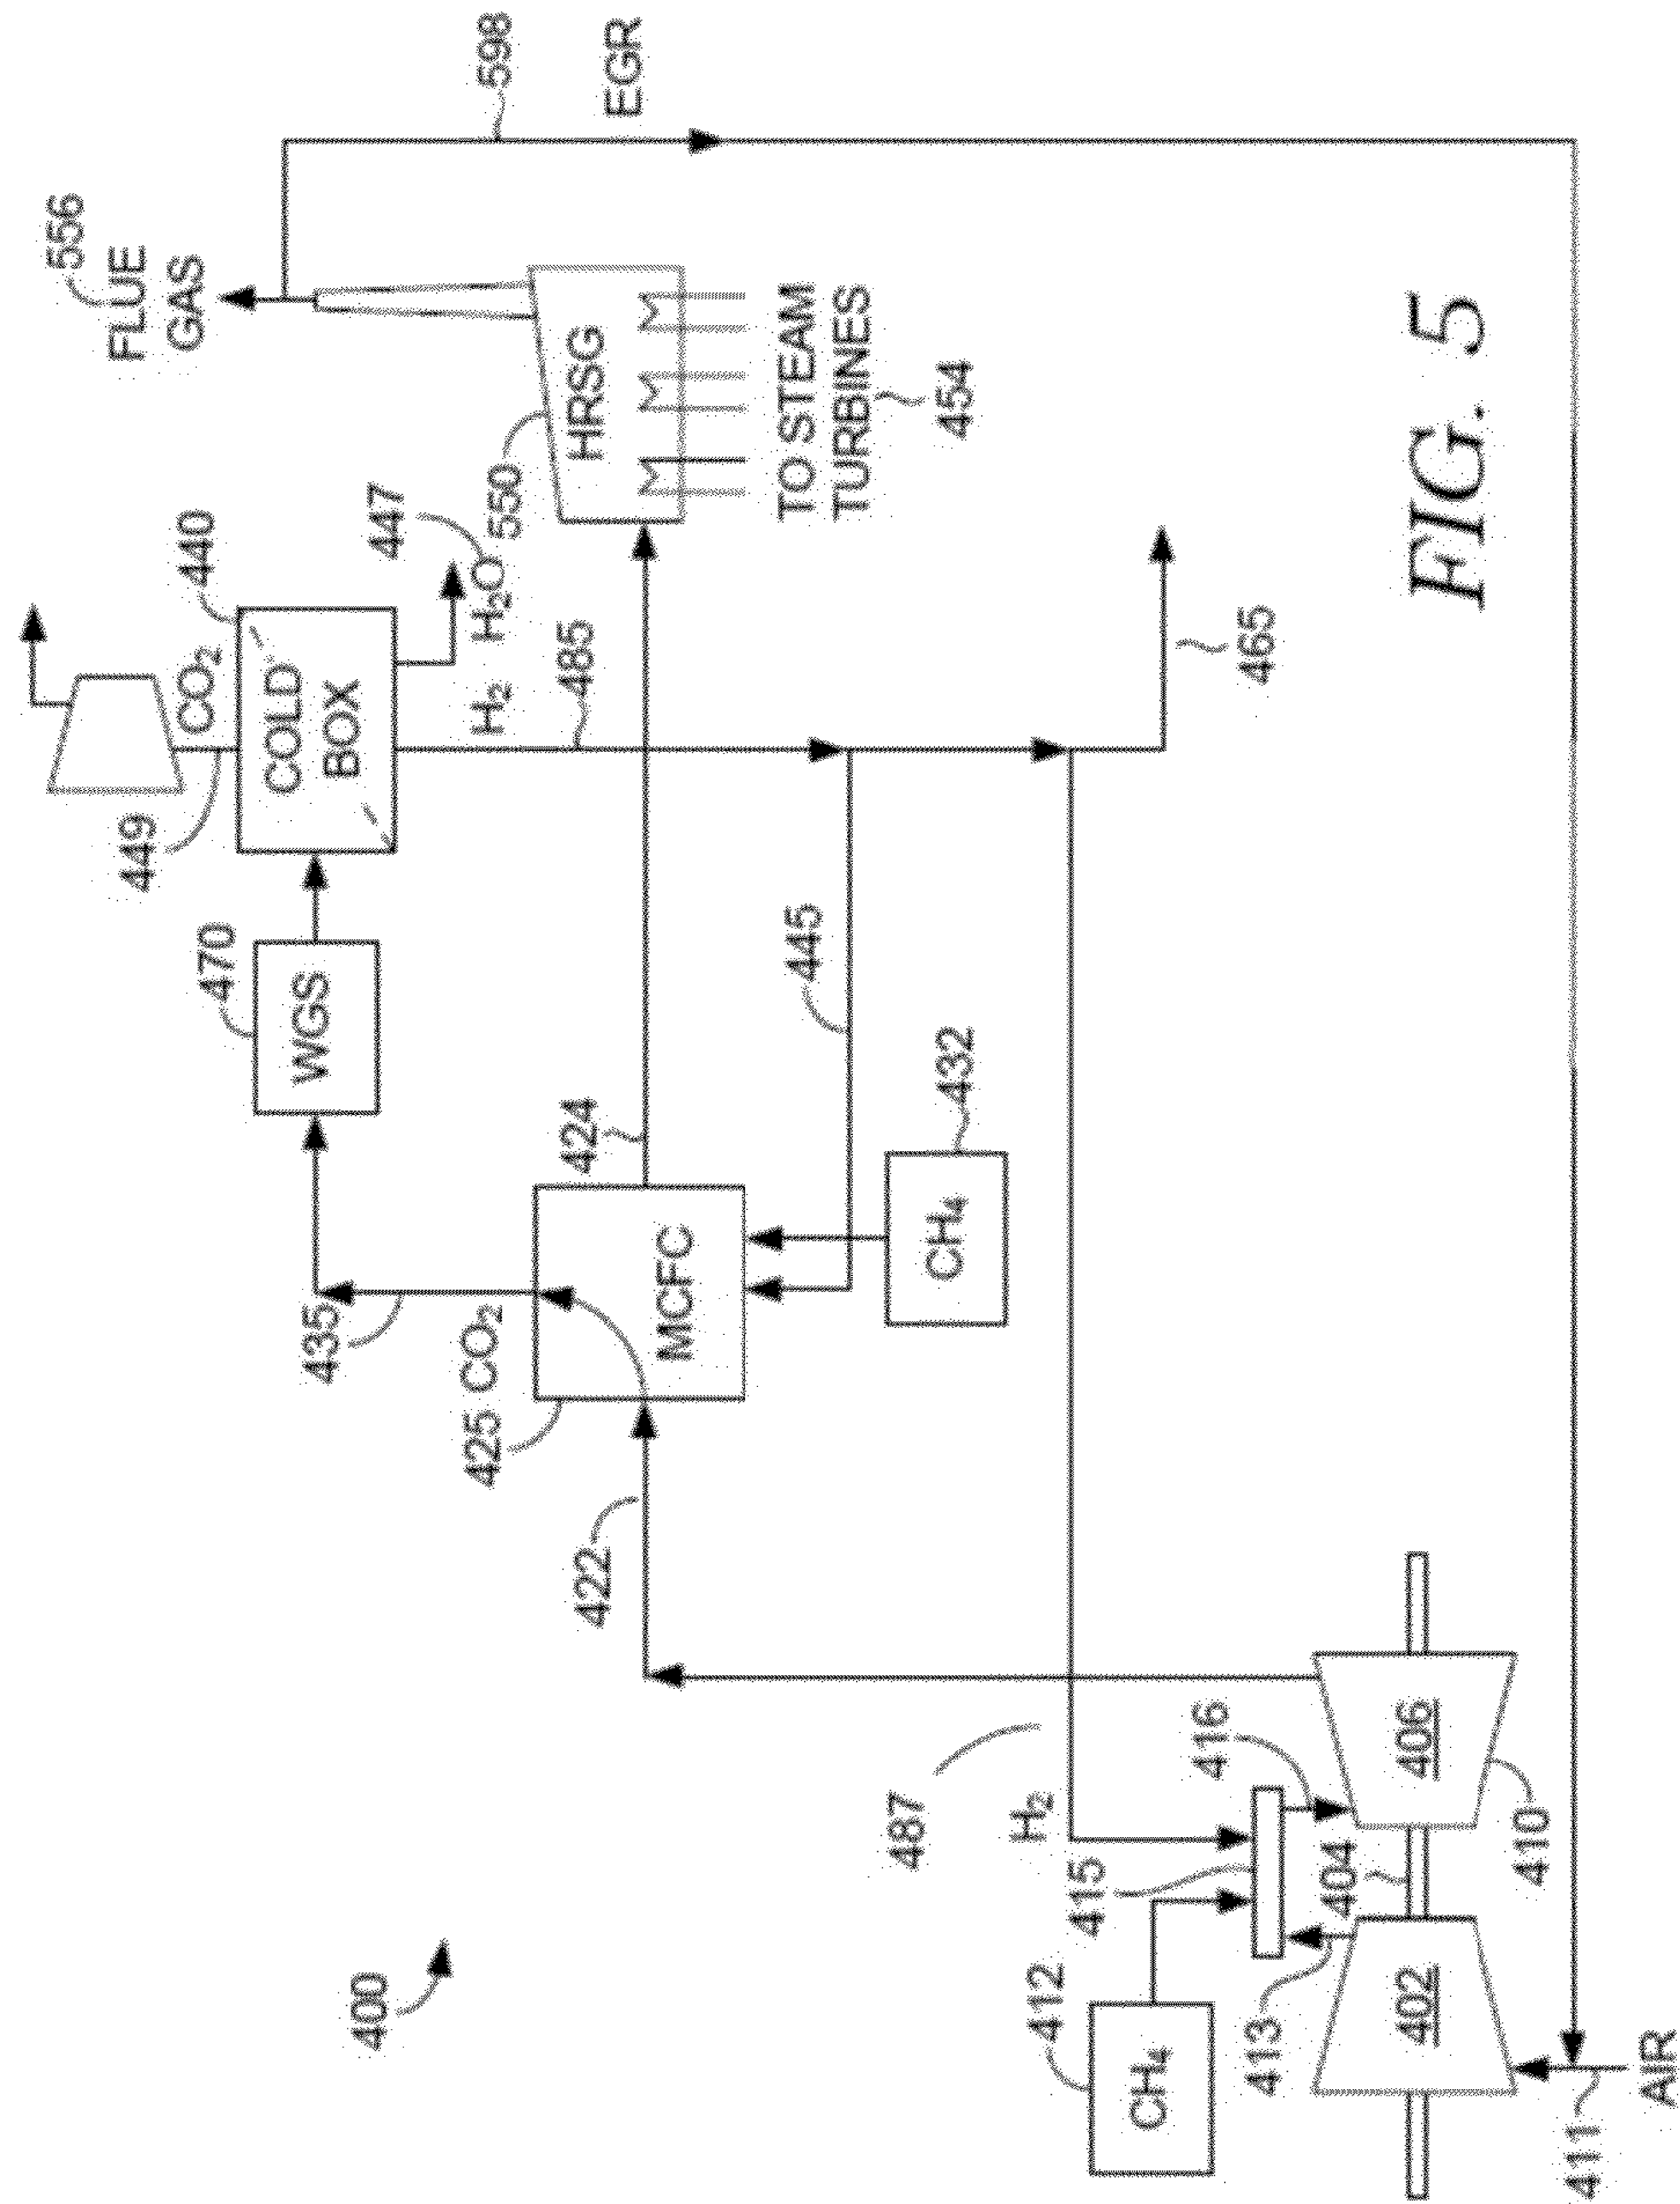 400
556
FLUE
GAS
598
EGR
449
CO2
440
447
H2O
H2
550
HRSG
COLD
BOX
470
WGS
435
425 CO2
MCFC
424
485
TO STEAM
TURBINES
454
422
445
432
CH4
465
487
H2
412
CH4
415
416
413
404
402
406
410
411
AIR
FIG. 5